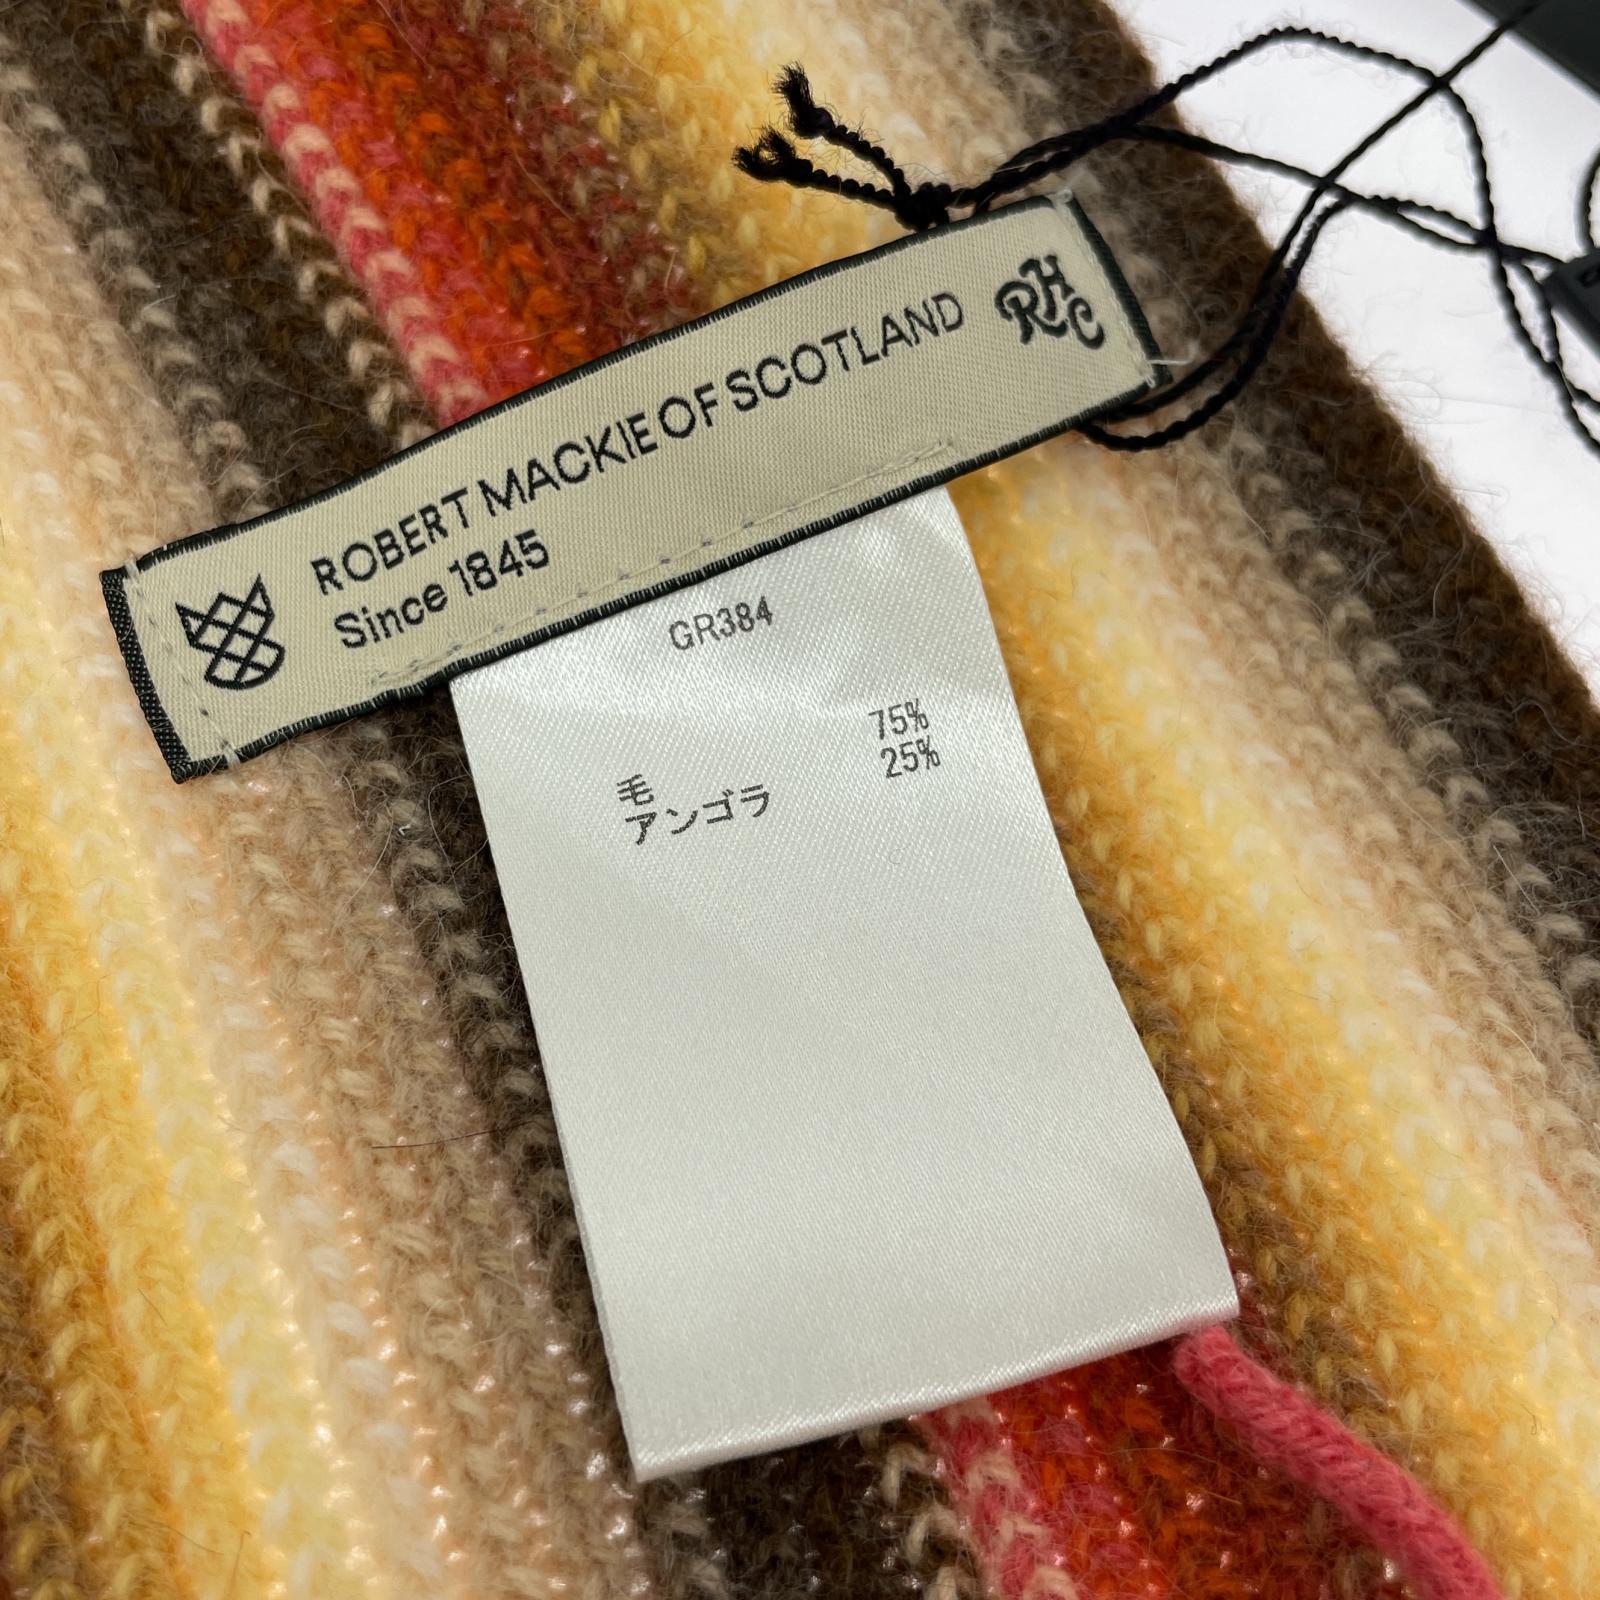 ROBERT MACKIE OF SCOTLAND
Since 1845
RHC
GR384
毛 75%
アンゴラ 25%